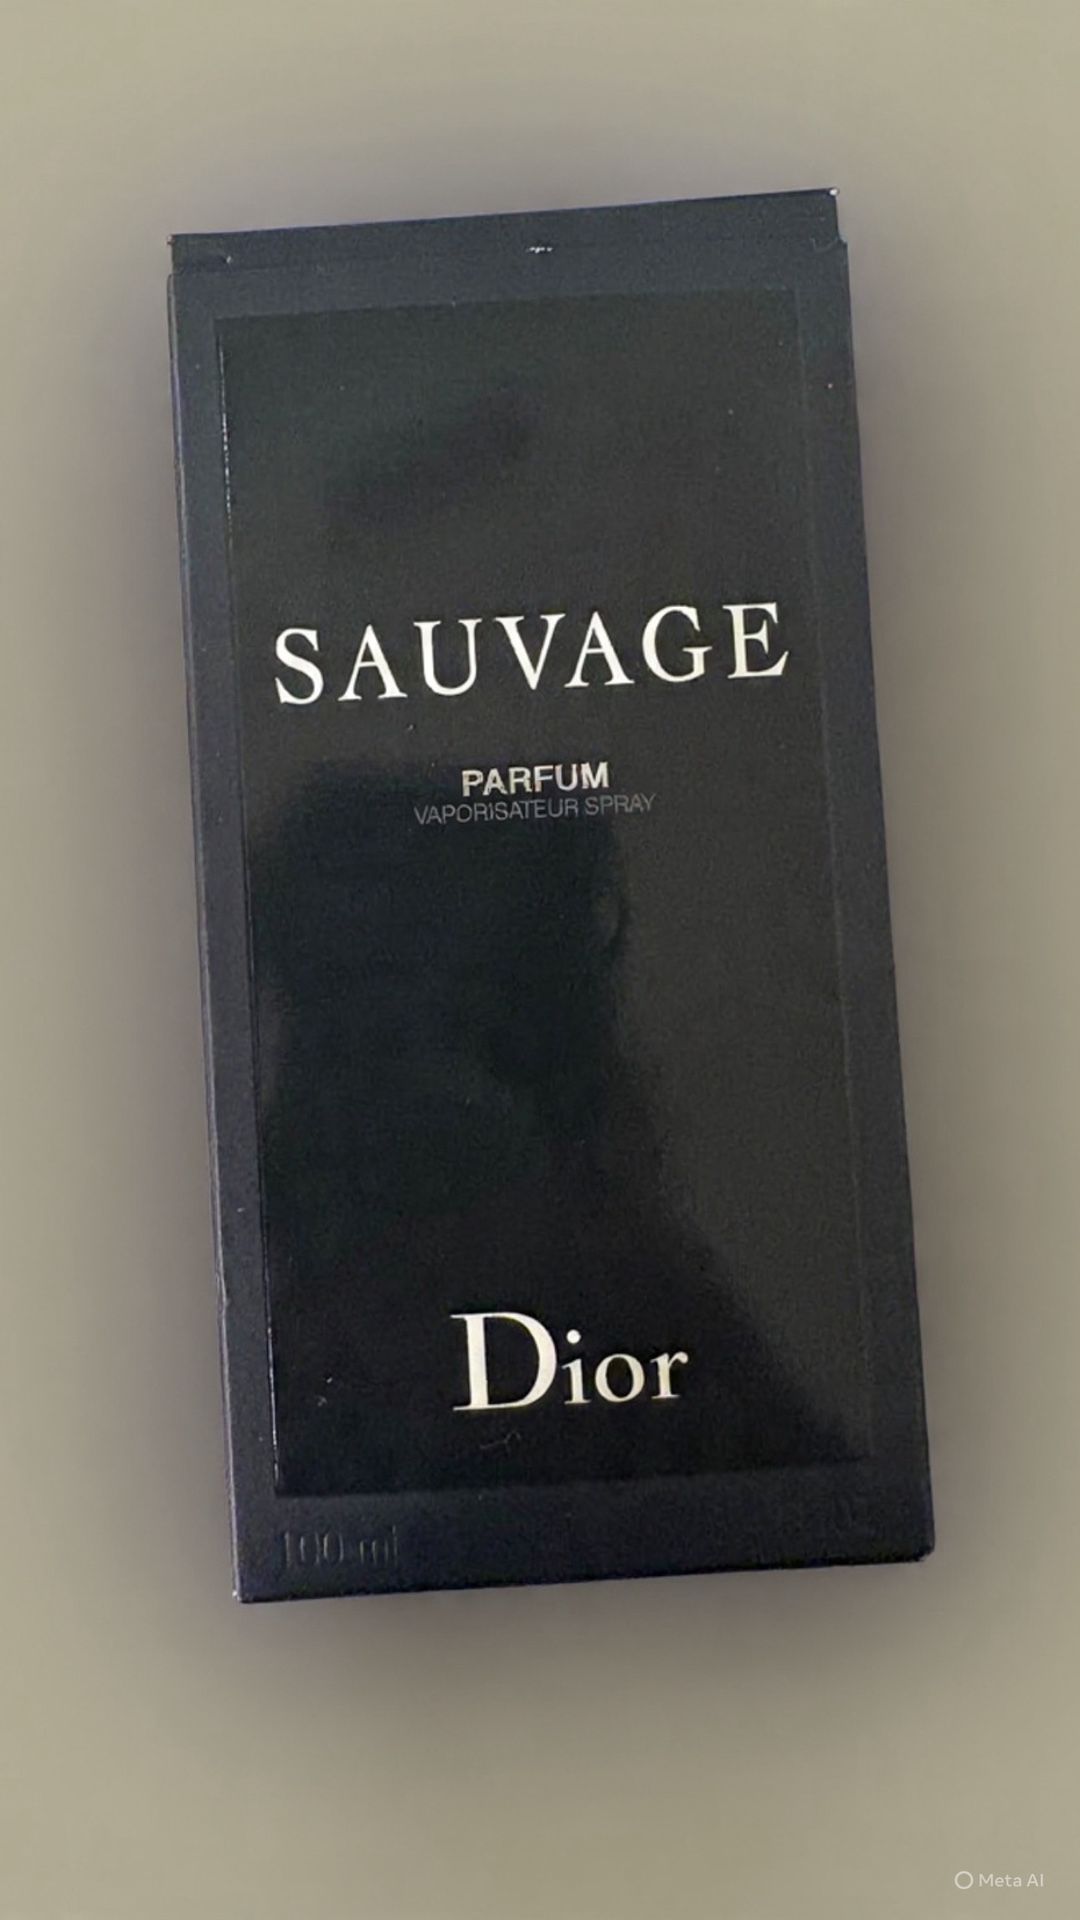 SAUVAGE
PARFUM
VAPORISATEUR SPRAY
Dior
100 ml
Meta AI